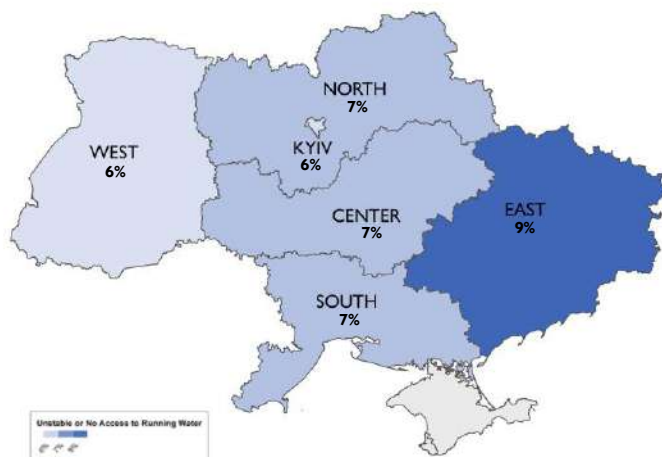 NORTH
7%
KYIV
6%
WEST
6%
CENTER
7%
EAST
9%
SOUTH
7%
Unstable or No Access to Running Water